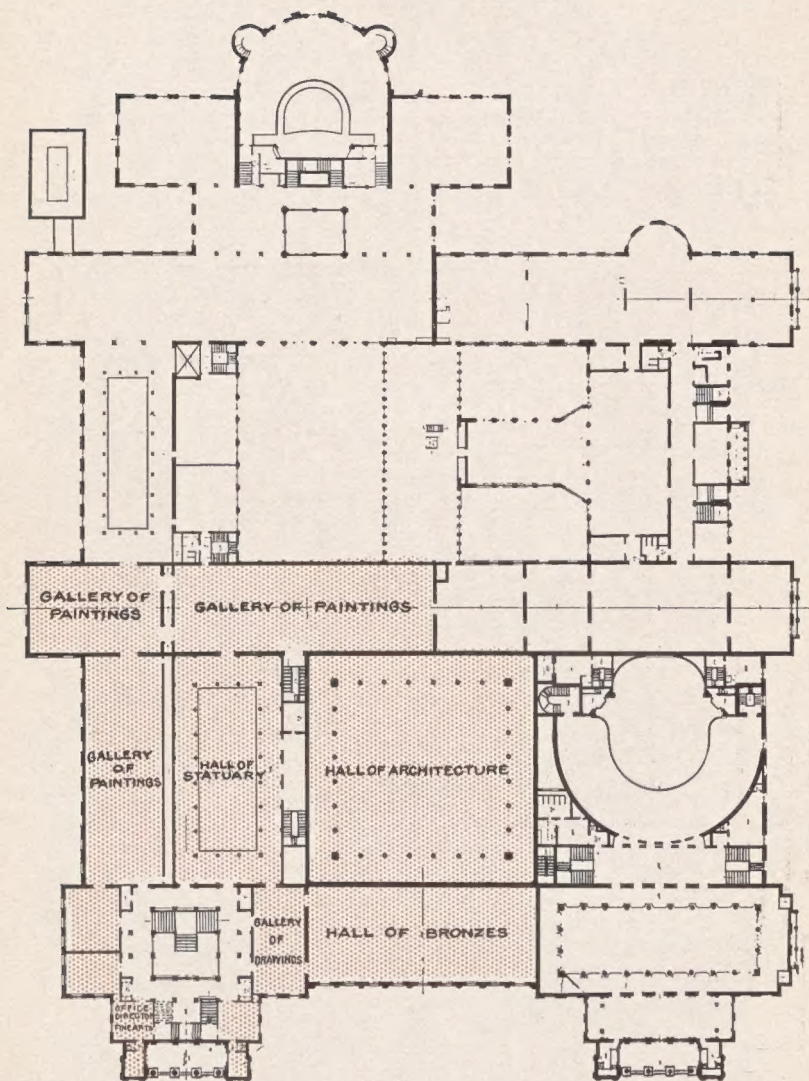 GALLERY OF
PAINTINGS
GALLERY OF PAINTINGS
GALLERY
OF
PAINTINGS
HALL OF
STATUARY
HALL OF ARCHITECTURE
GALLERY
OF
DRAWINGS
HALL OF BRONZES
OFFICE
DIRECTOR
FINE ARTS